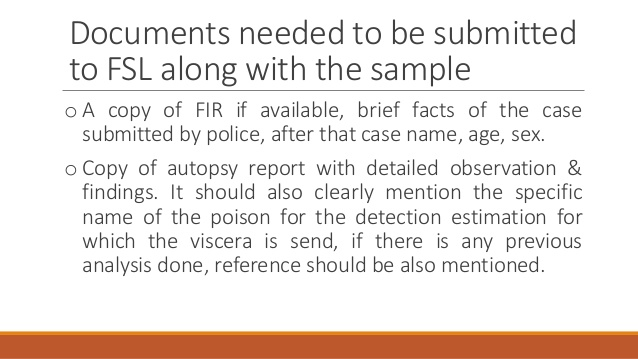 Documents needed to be submitted
to FSL along with the sample
o A copy of FIR if available, brief facts of the case
submitted by police, after that case name, age, sex.
o Copy of autopsy report with detailed observation &
findings. It should also clearly mention the specific
name of the poison for the detection estimation for
which the viscera is send, if there is any previous
analysis done, reference should be also mentioned.